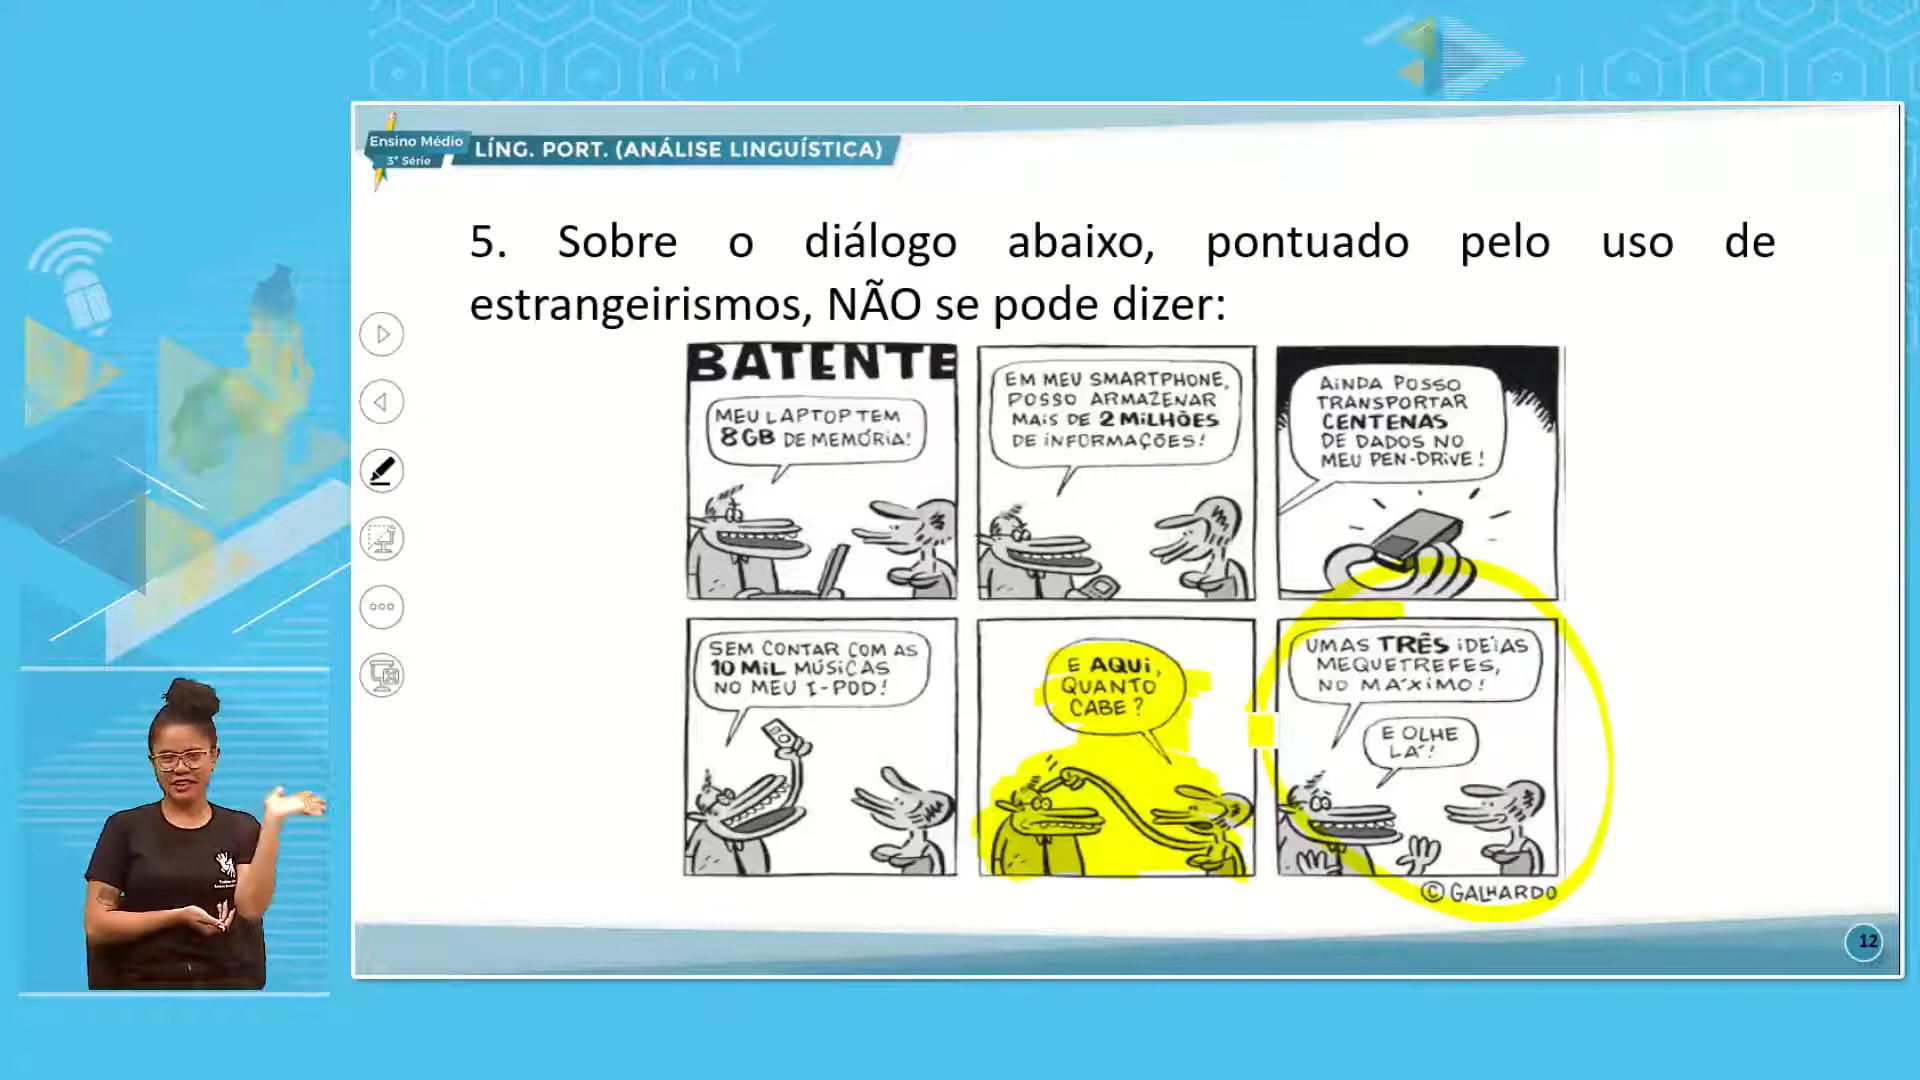 Ensino Médio
3ª Série
LÍNG. PORT. (ANÁLISE LINGUÍSTICA)
5. Sobre o diálogo abaixo, pontuado pelo uso de
estrangeirismos, NÃO se pode dizer:
BATENTE
MEU LAPTOP TEM
8GB DE MEMÓRIA!
EM MEU SMARTPHONE,
POSSO ARMAZENAR
MAIS DE 2 MILHÕES
DE INFORMAÇÕES!
AINDA POSSO
TRANSPORTAR
CENTENAS
DE DADOS NO
MEU PEN-DRIVE!
SEM CONTAR COM AS
10 MIL MÚSICAS
NO MEU I-POD!
E AQUI,
QUANTO
CABE?
UMAS TRÊS IDEIAS
MEQUETREFES,
NO MÁXIMO!
E OLHE
LÁ!
© GALHARDO
12